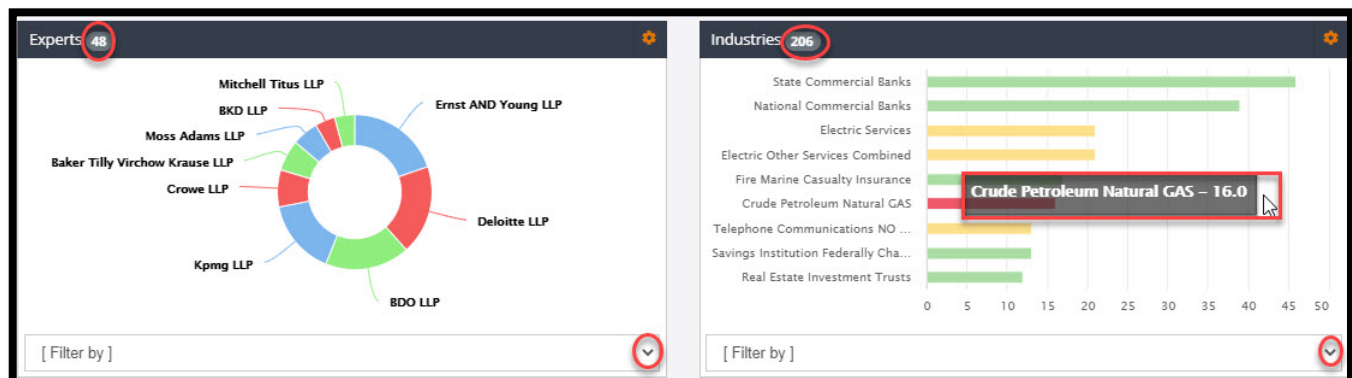 Experts 48
Mitchell Titus LLP
BKD LLP
Moss Adams LLP
Baker Tilly Virchow Krause LLP
Crowe LLP
Kpmg LLP
Ernst AND Young LLP
Deloitte LLP
BDO LLP
[ Filter by ]
Industries 206
State Commercial Banks
National Commercial Banks
Electric Services
Electric Other Services Combined
Fire Marine Casualty Insurance
Crude Petroleum Natural GAS
Telephone Communications NO ...
Savings Institution Federally Cha...
Real Estate Investment Trusts
Crude Petroleum Natural GAS – 16.0
0 5 10 15 20 25 30 35 40 45 50
[ Filter by ]